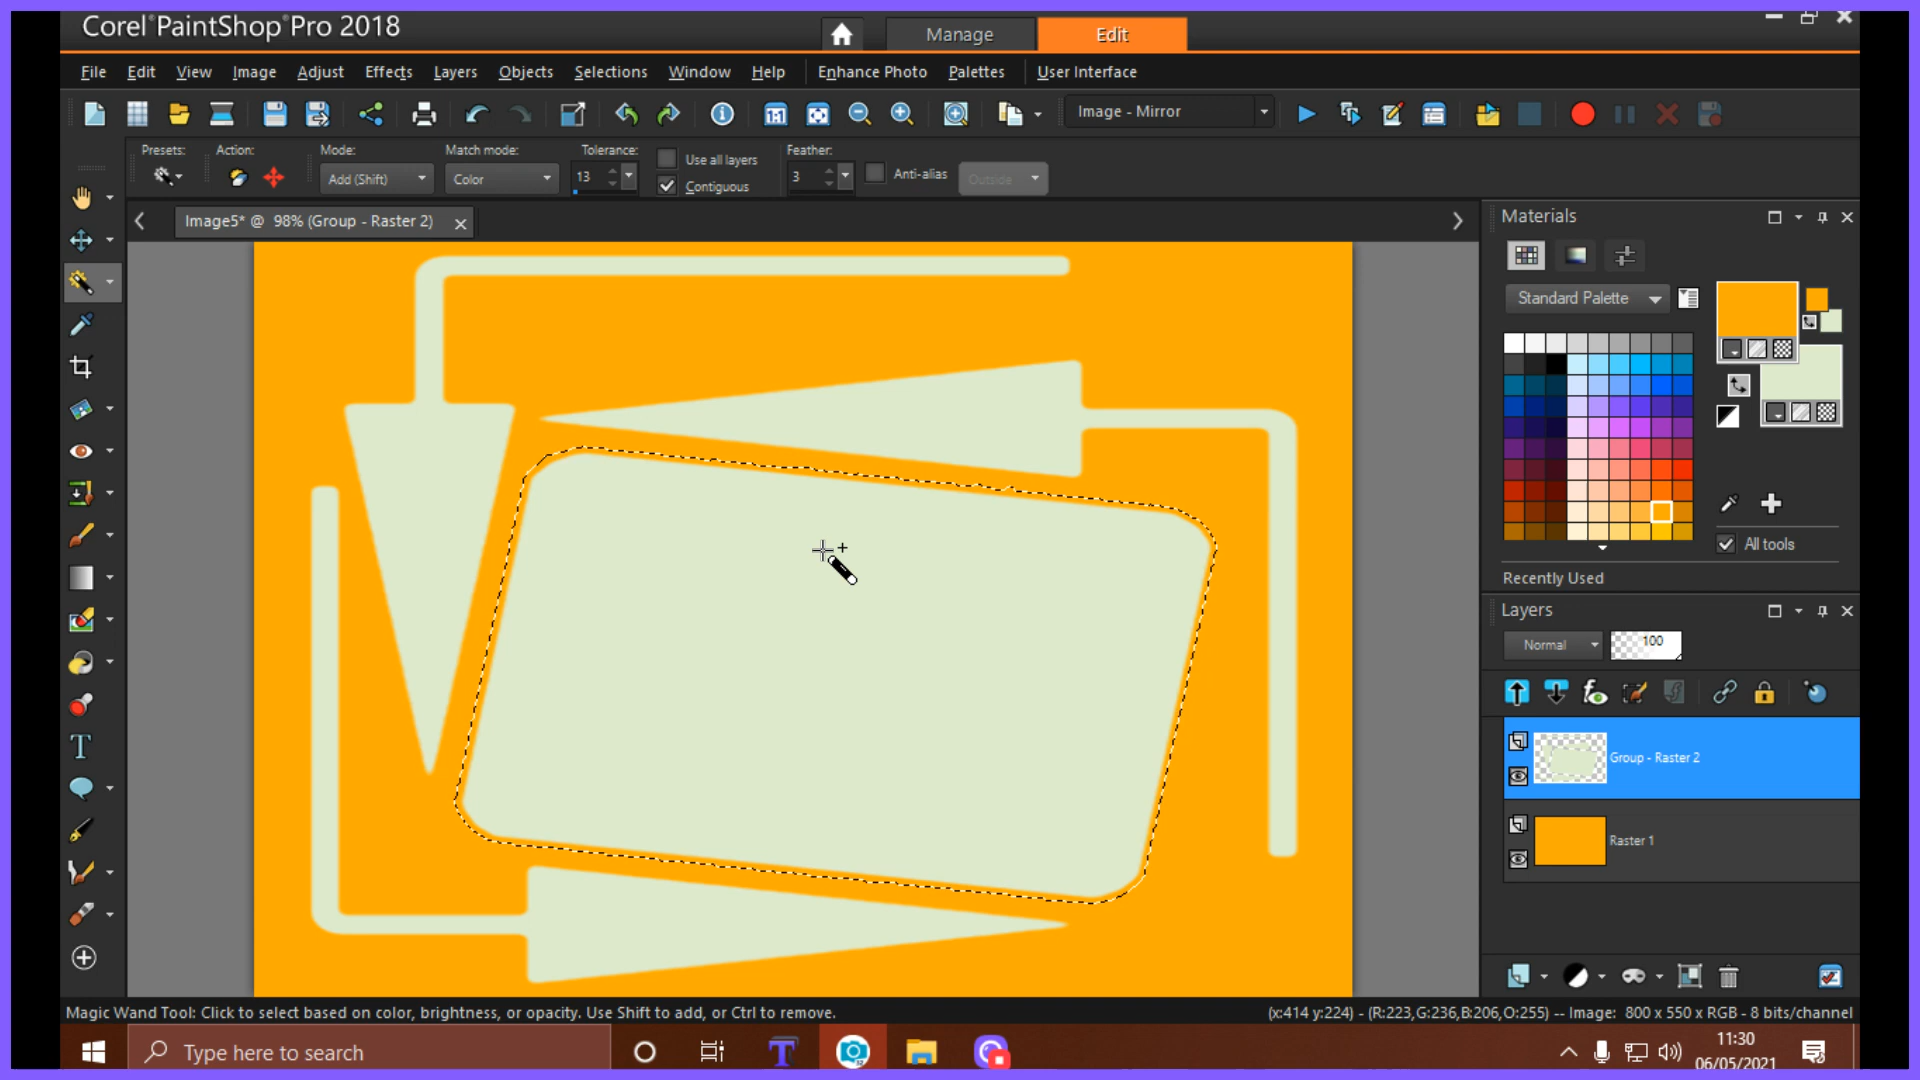 Corel PaintShop Pro 2018
Manage
Edit
File Edit View Image Adjust Effects Layers Objects Selections Window Help Enhance Photo Palettes User Interface
Image - Mirror
Presets: Action: Mode: Match mode: Tolerance: Use all layers Feather: Anti-alias
Add (Shift) Color 13 Contiguous 3 Outside
Image5* @ 98% (Group - Raster 2)
Materials
Standard Palette
All tools
Recently Used
Layers
Normal 100
Group - Raster 2
Raster 1
Magic Wand Tool: Click to select based on color, brightness, or opacity. Use Shift to add, or Ctrl to remove.
(x:414 y:224) - (R:223,G:236,B:206,O:255) -- Image: 800 x 550 x RGB - 8 bits/channel
Type here to search
11:30
06/05/2021